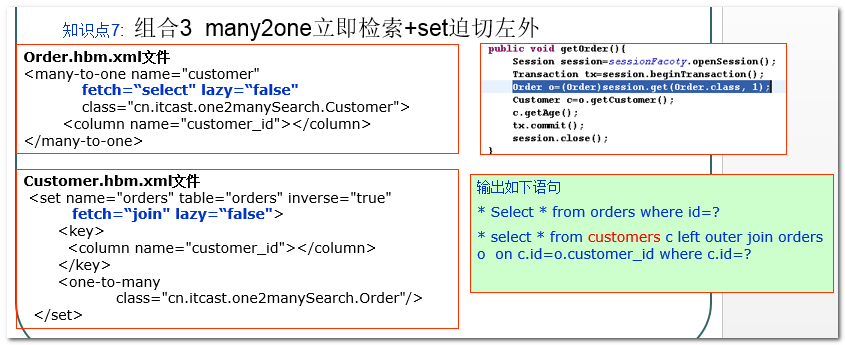 知识点7: 组合3 many2one立即检索+set迫切左外
Order.hbm.xml文件
<many-to-one name="customer"
fetch=“select" lazy=“false"
class="cn.itcast.one2manySearch.Customer">
<column name="customer_id"></column>
</many-to-one>
public void getOrder(){
Session session=sessionFacoty.openSession();
Transaction tx=session.beginTransaction();
Order o=(Order)session.get(Order.class, 1);
Customer c=o.getCustomer();
c.getAge();
tx.commit();
session.close();
}
Customer.hbm.xml文件
<set name="orders" table="orders" inverse="true"
fetch=“join" lazy=“false">
<key>
<column name="customer_id"></column>
</key>
<one-to-many
class="cn.itcast.one2manySearch.Order"/>
</set>
输出如下语句
* Select * from orders where id=?
* select * from customers c left outer join orders
o on c.id=o.customer_id where c.id=?